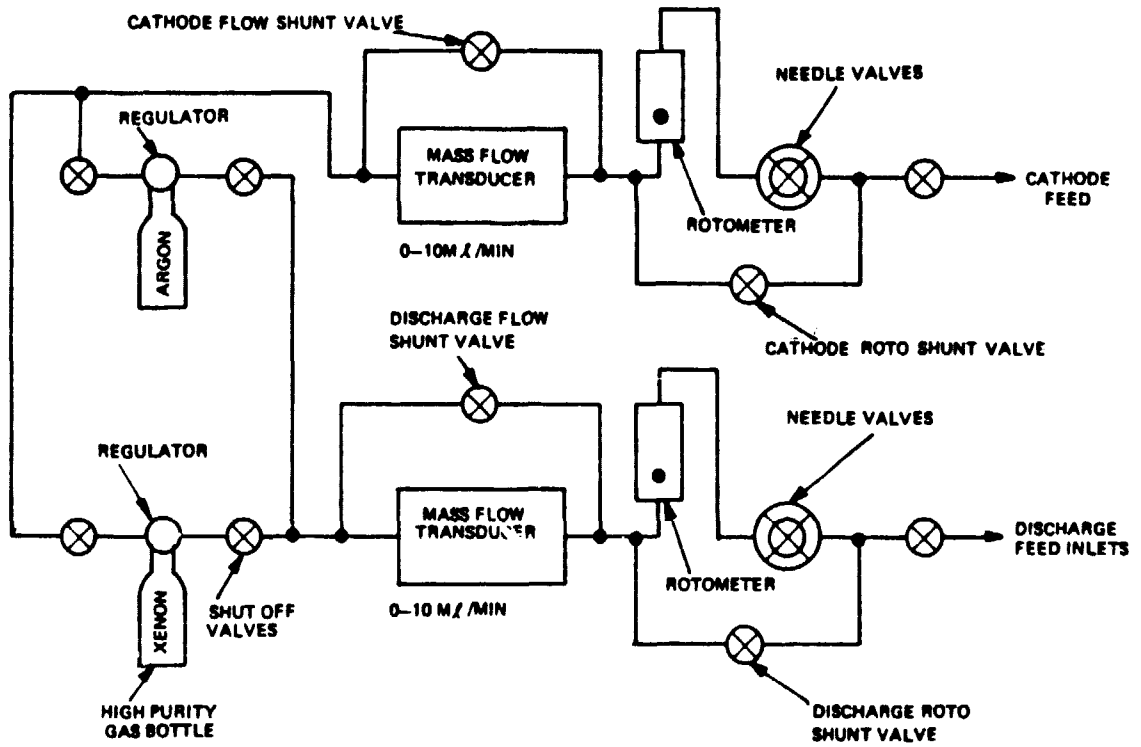 CATHODE FLOW SHUNT VALVE
REGULATOR
ARGON
MASS FLOW
TRANSDUCER
0–10Mℓ/MIN
ROTOMETER
NEEDLE VALVES
CATHODE
FEED
CATHODE ROTO SHUNT VALVE
DISCHARGE FLOW
SHUNT VALVE
REGULATOR
XENON
SHUT OFF
VALVES
HIGH PURITY
GAS BOTTLE
MASS FLOW
TRANSDUCER
0–10 Mℓ/MIN
ROTOMETER
NEEDLE VALVES
DISCHARGE
FEED INLETS
DISCHARGE ROTO
SHUNT VALVE